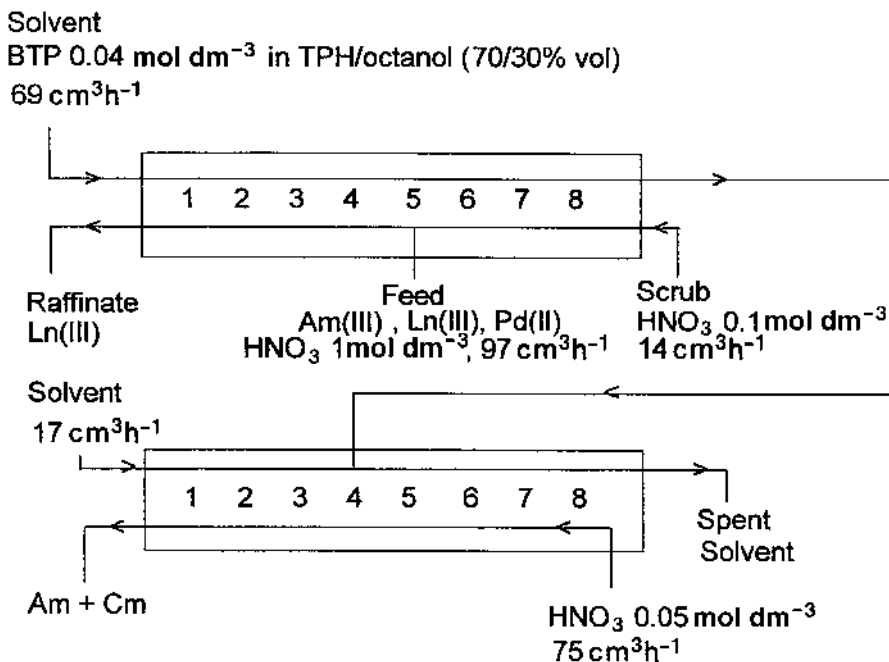 Solvent
BTP 0.04 mol dm⁻³ in TPH/octanol (70/30% vol)
69 cm³h⁻¹
1 2 3 4 5 6 7 8
Raffinate
Ln(III)
Feed
Am(III) , Ln(III), Pd(II)
HNO₃ 1mol dm⁻³, 97 cm³h⁻¹
Scrub
HNO₃ 0.1mol dm⁻³
14 cm³h⁻¹
Solvent
17 cm³h⁻¹
1 2 3 4 5 6 7 8
Spent
Solvent
Am + Cm
HNO₃ 0.05 mol dm⁻³
75 cm³h⁻¹